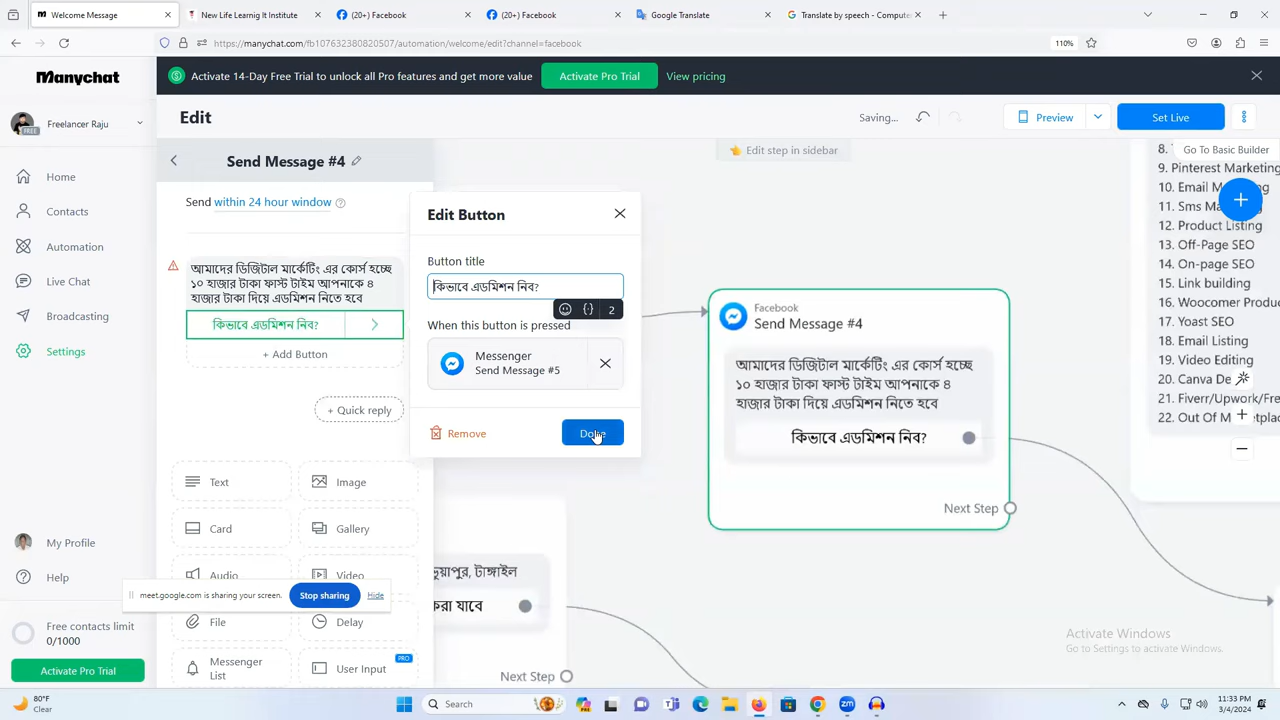 Welcome Message
New Life Learnig It Institute
(20+) Facebook
(20+) Facebook
Google Translate
Translate by speech - Compute
https://manychat.com/fb107632380820507/automation/welcome/edit?channel=facebook
110%
Manychat
Activate 14-Day Free Trial to unlock all Pro features and get more value
Activate Pro Trial
View pricing
Freelancer Raju
FREE
Edit
Saving...
Preview
Set Live
Home
Contacts
Automation
Live Chat
Broadcasting
Settings
My Profile
Help
Free contacts limit
0/1000
Activate Pro Trial
Send Message #4
Send within 24 hour window
আমাদের ডিজিটাল মার্কেটিং এর কোর্স হচ্ছে
১০ হাজার টাকা ফাস্ট টাইম আপনাকে ৪
হাজার টাকা দিয়ে এডমিশন নিতে হবে
কিভাবে এডমিশন নিব?
+ Add Button
+ Quick reply
Text
Image
Card
Gallery
Audio
Video
File
Delay
Messenger
List
User Input
PRO
meet.google.com is sharing your screen.
Stop sharing
Hide
Edit Button
Button title
কিভাবে এডমিশন নিব?
2
When this button is pressed
Messenger
Send Message #5
Remove
Done
Edit step in sidebar
Facebook
Send Message #4
আমাদের ডিজিটাল মার্কেটিং এর কোর্স হচ্ছে
১০ হাজার টাকা ফাস্ট টাইম আপনাকে ৪
হাজার টাকা দিয়ে এডমিশন নিতে হবে
কিভাবে এডমিশন নিব?
Next Step
ভূয়াপুর, টাঙ্গাইল
করা যাবে
Next Step
Go To Basic Builder
8.
9. Pinterest Marketing
10. Email
11. Sms
12. Product Listing
13. Off-Page SEO
14. On-page SEO
15. Link building
16. Woocomer Produc
17. Yoast SEO
18. Email Listing
19. Video Editing
20. Canva De
21. Fiverr/Upwork/Free
22. Out Of M
Activate Windows
Go to Settings to activate Windows.
80°F
Clear
Search
11:33 PM
3/4/2024